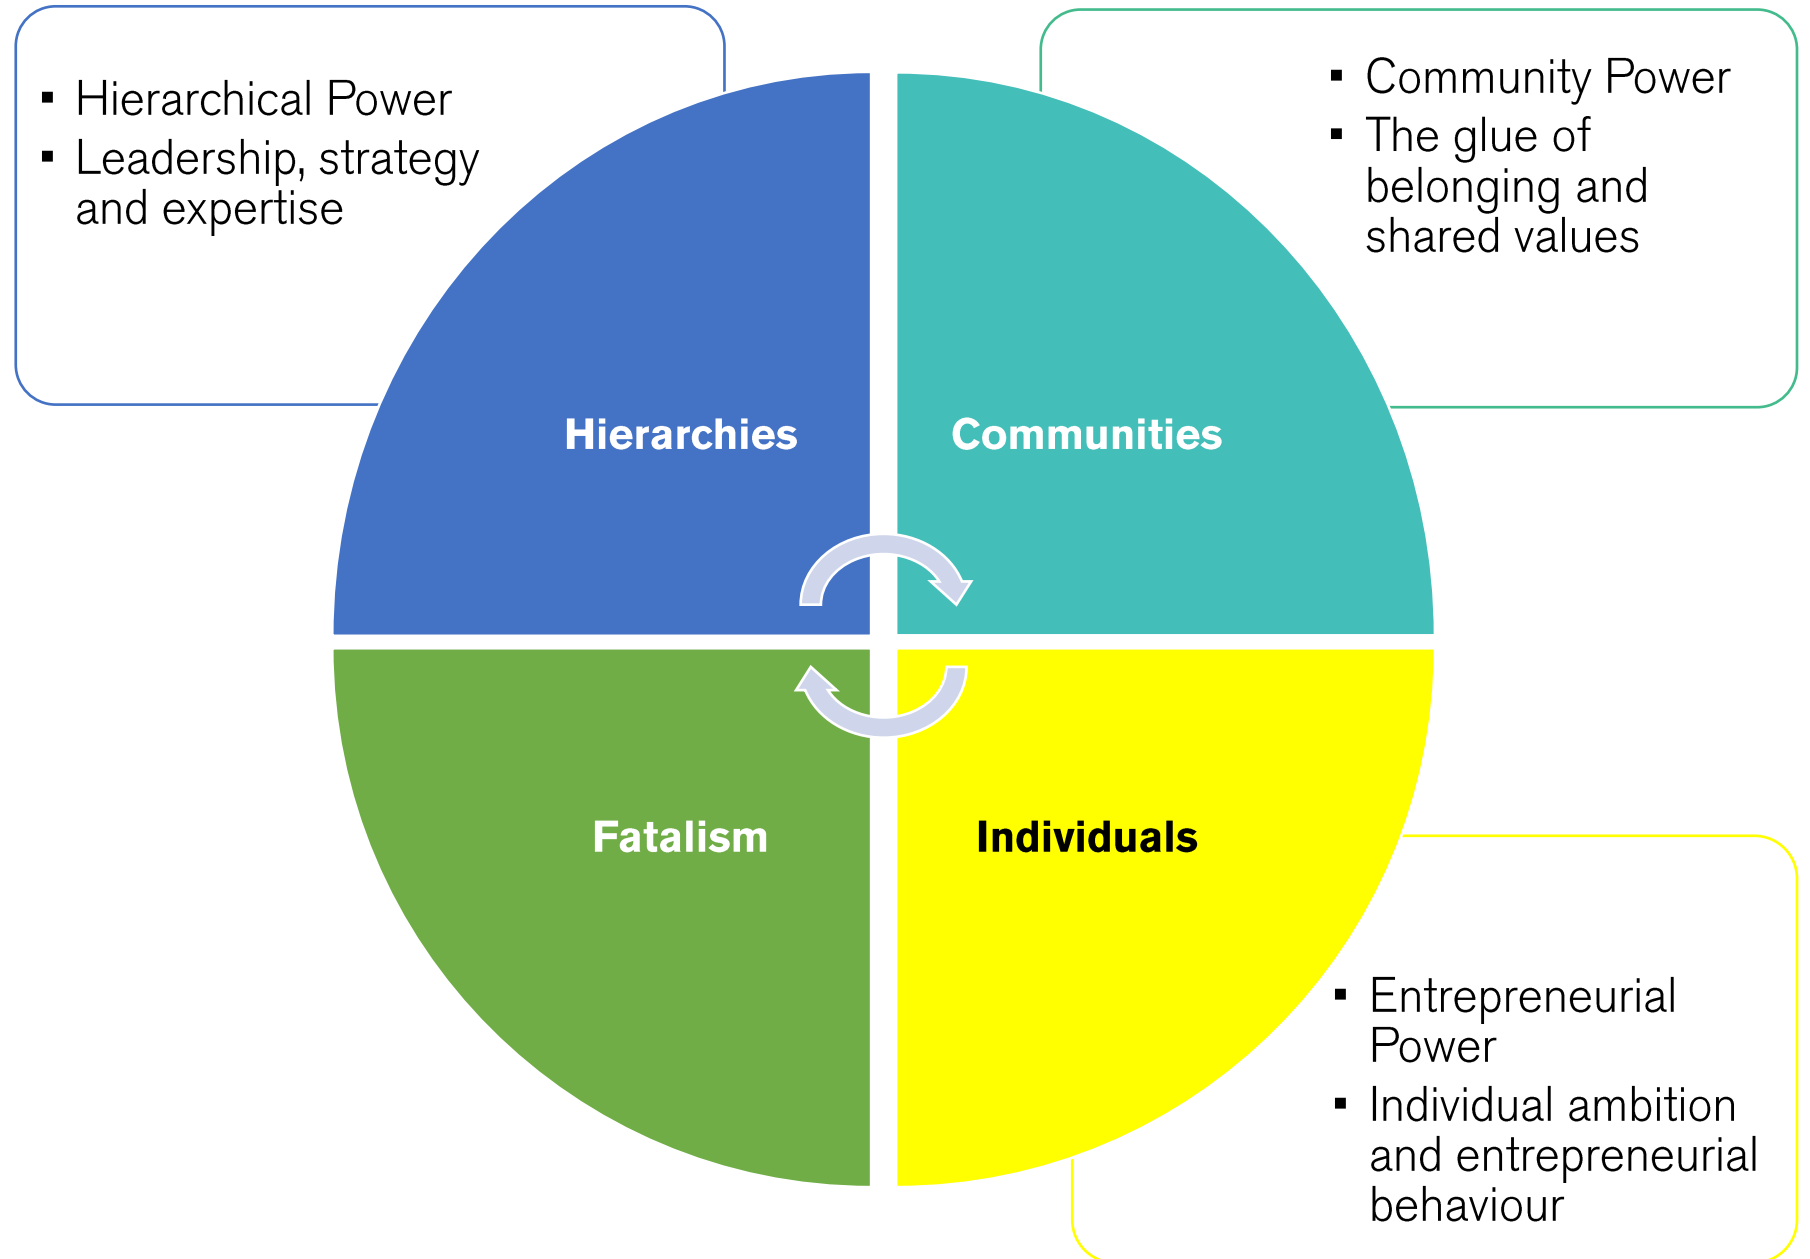 ▪ Hierarchical Power
▪ Leadership, strategy
and expertise
▪ Community Power
▪ The glue of
belonging and
shared values
Hierarchies
Communities
Fatalism
Individuals
▪ Entrepreneurial
Power
▪ Individual ambition
and entrepreneurial
behaviour